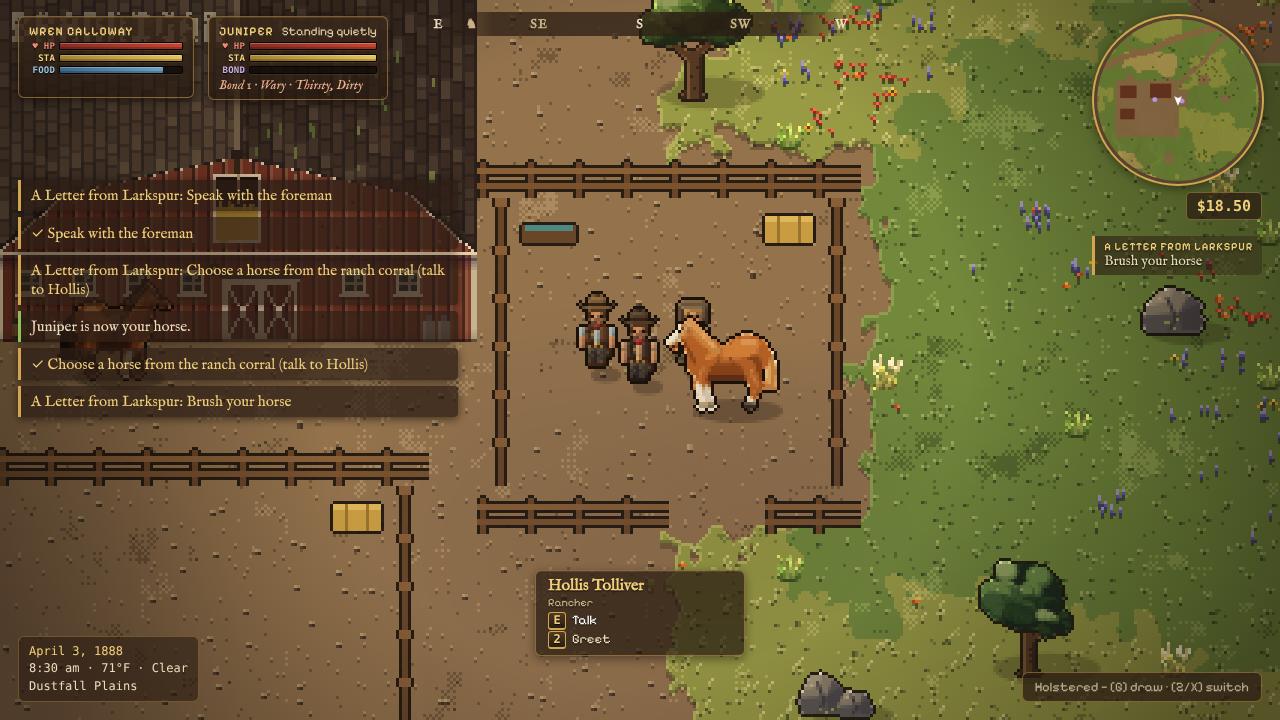 E SE S SW W
WREN CALLOWAY
♥ HP
STA
FOOD
JUNIPER Standing quietly
♥ HP
STA
BOND
Bond 1 · Wary · Thirsty, Dirty
$18.50
A LETTER FROM LARKSPUR
Brush your horse
A Letter from Larkspur: Speak with the foreman
✓ Speak with the foreman
A Letter from Larkspur: Choose a horse from the ranch corral (talk
to Hollis)
Juniper is now your horse.
✓ Choose a horse from the ranch corral (talk to Hollis)
A Letter from Larkspur: Brush your horse
Hollis Tolliver
Rancher
E Talk
2 Greet
April 3, 1888
8:30 am · 71°F · Clear
Dustfall Plains
Holstered – (G) draw · (Z/X) switch